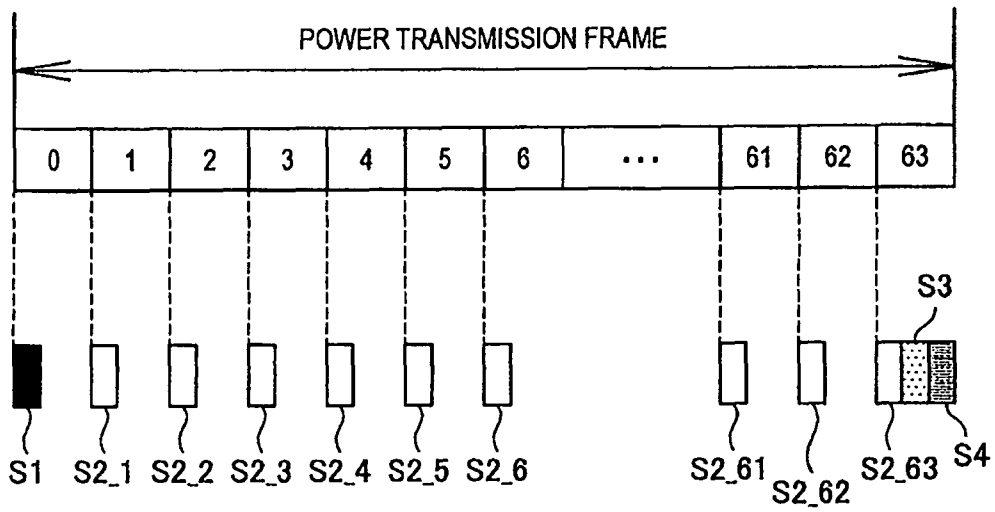 POWER TRANSMISSION FRAME
0 1 2 3 4 5 6 ... 61 62 63
S3
S1 S2_1 S2_2 S2_3 S2_4 S2_5 S2_6 S2_61 S2_62 S2_63 S4